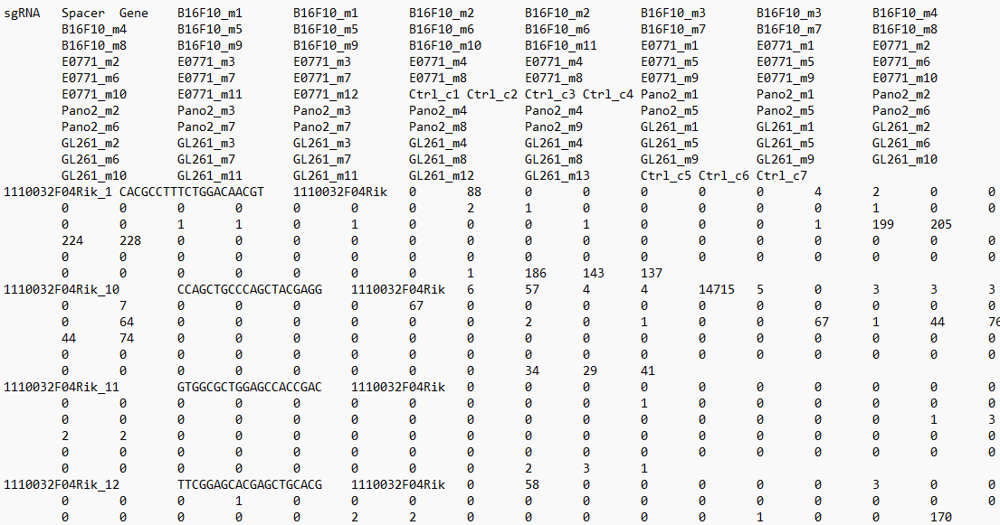 sgRNA Spacer Gene B16F10_m1 B16F10_m1 B16F10_m2 B16F10_m2 B16F10_m3 B16F10_m3 B16F10_m4
B16F10_m4 B16F10_m5 B16F10_m5 B16F10_m6 B16F10_m6 B16F10_m7 B16F10_m7 B16F10_m8
B16F10_m8 B16F10_m9 B16F10_m9 B16F10_m10 B16F10_m11 E0771_m1 E0771_m1 E0771_m2
E0771_m2 E0771_m3 E0771_m3 E0771_m4 E0771_m4 E0771_m5 E0771_m5 E0771_m6
E0771_m6 E0771_m7 E0771_m7 E0771_m8 E0771_m8 E0771_m9 E0771_m9 E0771_m10
E0771_m10 E0771_m11 E0771_m12 Ctrl_c1 Ctrl_c2 Ctrl_c3 Ctrl_c4 Pano2_m1 Pano2_m1 Pano2_m2
Pano2_m2 Pano2_m3 Pano2_m3 Pano2_m4 Pano2_m4 Pano2_m5 Pano2_m5 Pano2_m6
Pano2_m6 Pano2_m7 Pano2_m7 Pano2_m8 Pano2_m9 GL261_m1 GL261_m1 GL261_m2
GL261_m2 GL261_m3 GL261_m3 GL261_m4 GL261_m4 GL261_m5 GL261_m5 GL261_m6
GL261_m6 GL261_m7 GL261_m7 GL261_m8 GL261_m8 GL261_m9 GL261_m9 GL261_m10
GL261_m10 GL261_m11 GL261_m11 GL261_m12 GL261_m13 Ctrl_c5 Ctrl_c6 Ctrl_c7
1110032F04Rik_1 CACGCCTTTCTGGACAACGT 1110032F04Rik 0 88 0 0 0 0 0 4 2 0 0
0 0 0 0 0 0 0 2 1 0 0 0 0 0 1 0 0
0 0 1 1 0 1 0 0 0 1 0 0 0 1 199 205
224 228 0 0 0 0 0 0 0 0 0 0 0 0 0 0 0
0 0 0 0 0 0 0 0 0 0 0 0 0 0 0 0 0
0 0 0 0 0 0 0 1 186 143 137
1110032F04Rik_10 CCAGCTGCCCAGCTACGAGG 1110032F04Rik 6 57 4 4 14715 5 0 3 3 3
0 7 0 0 0 0 67 0 0 0 0 0 0 0 0 0 0
0 64 0 0 0 0 0 0 2 0 1 0 0 67 1 44 76
44 74 0 0 0 0 0 0 0 0 0 0 0 0 0 0 0
0 0 0 0 0 0 0 0 0 0 0 0 0 0 0 0 0
0 0 0 0 0 0 0 0 34 29 41
1110032F04Rik_11 GTGGCGCTGGAGCCACCGAC 1110032F04Rik 0 0 0 0 0 0 0 0 0 0
0 0 0 0 0 0 0 0 0 0 1 0 0 0 0 0 0
0 0 0 0 0 0 0 0 0 0 0 0 0 0 0 1 3
2 2 0 0 0 0 0 0 0 0 0 0 0 0 0 0 0
0 0 0 0 0 0 0 0 0 0 0 0 0 0 0 0 0
0 0 0 0 0 0 0 0 2 3 1
1110032F04Rik_12 TTCGGAGCACGAGCTGCACG 1110032F04Rik 0 58 0 0 0 0 0 3 0 0
0 0 0 1 0 0 0 0 0 0 0 0 0 0 0 0 0
0 0 0 0 0 2 2 0 0 0 0 0 1 0 0 170